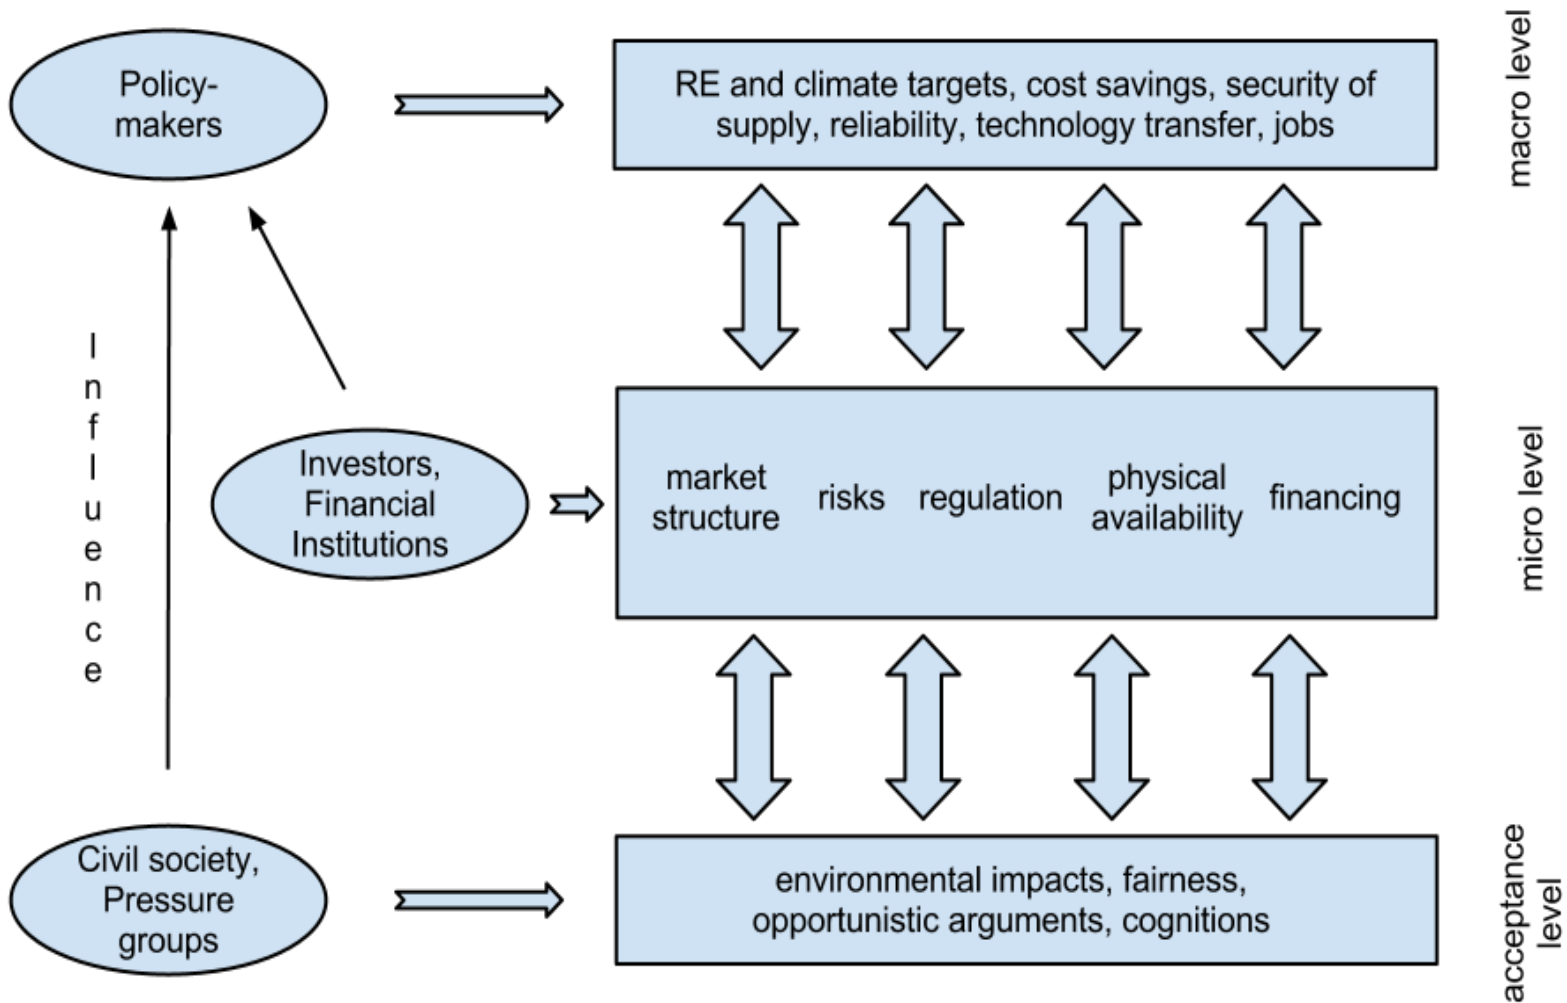 Policy-
makers
RE and climate targets, cost savings, security of
supply, reliability, technology transfer, jobs
macro level
Influence
Investors,
Financial
Institutions
market
structure
risks
regulation
physical
availability
financing
micro level
Civil society,
Pressure
groups
environmental impacts, fairness,
opportunistic arguments, cognitions
acceptance
level